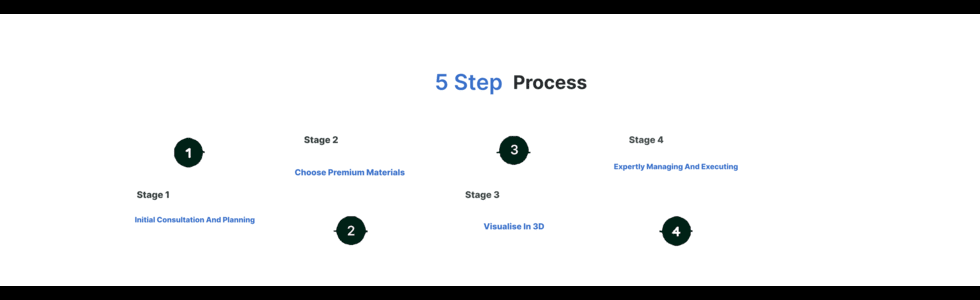 5 Step Process
1
Stage 1
Initial Consultation And Planning
Stage 2
Choose Premium Materials
2
3
Stage 3
Visualise In 3D
Stage 4
Expertly Managing And Executing
4